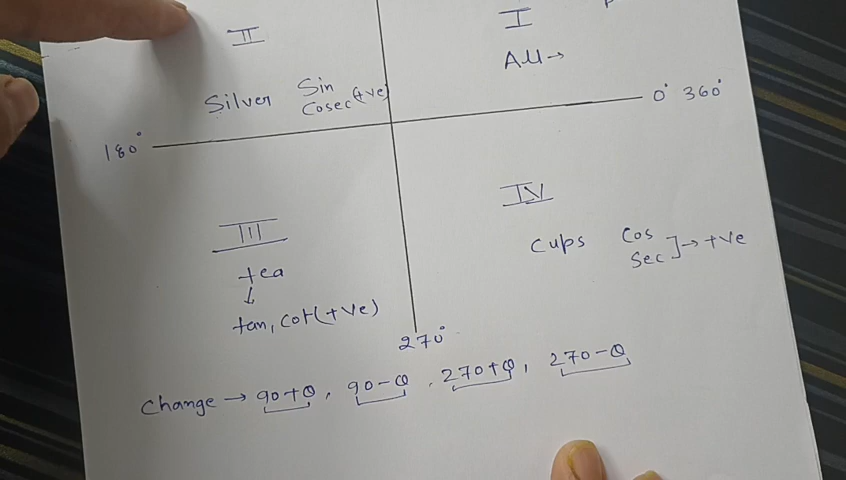 II
I
All→
Silver Sin
Cosec (+ve)
0° 360°
180°
III
IV
tea
↓
tan, cot (+ve)
Cups Cos
Sec ]→ +ve
270°
Change → 90+θ, 90-θ, 270+θ, 270-θ